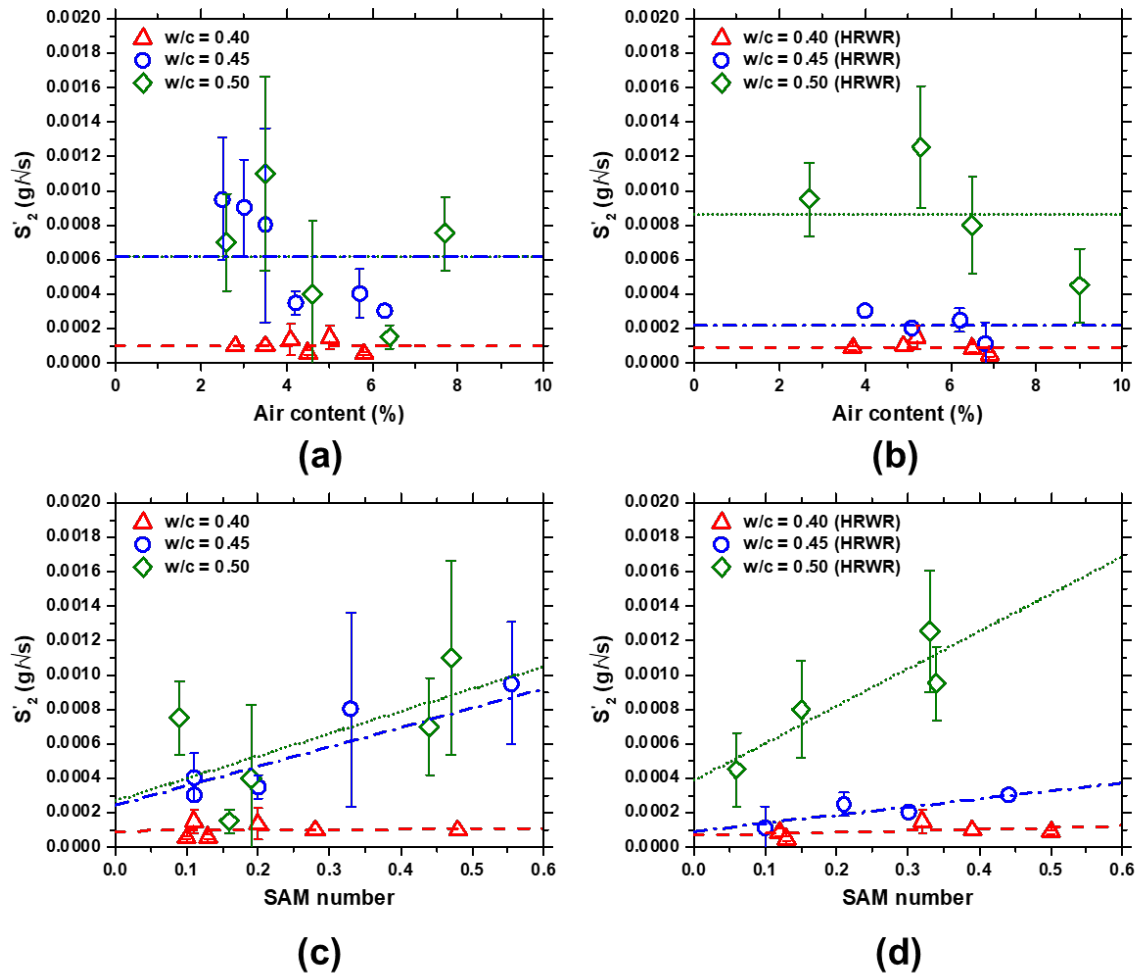 0.0020
0.0018
0.0016
0.0014
0.0012
0.0010
0.0008
0.0006
0.0004
0.0002
0.0000
S'2 (g/√s)
w/c = 0.40
w/c = 0.45
w/c = 0.50
0 2 4 6 8 10
Air content (%)
(a)
0.0020
0.0018
0.0016
0.0014
0.0012
0.0010
0.0008
0.0006
0.0004
0.0002
0.0000
S'2 (g/√s)
w/c = 0.40 (HRWR)
w/c = 0.45 (HRWR)
w/c = 0.50 (HRWR)
0 2 4 6 8 10
Air content (%)
(b)
0.0020
0.0018
0.0016
0.0014
0.0012
0.0010
0.0008
0.0006
0.0004
0.0002
0.0000
S'2 (g/√s)
w/c = 0.40
w/c = 0.45
w/c = 0.50
0.0 0.1 0.2 0.3 0.4 0.5 0.6
SAM number
(c)
0.0020
0.0018
0.0016
0.0014
0.0012
0.0010
0.0008
0.0006
0.0004
0.0002
0.0000
S'2 (g/√s)
w/c = 0.40 (HRWR)
w/c = 0.45 (HRWR)
w/c = 0.50 (HRWR)
0.0 0.1 0.2 0.3 0.4 0.5 0.6
SAM number
(d)